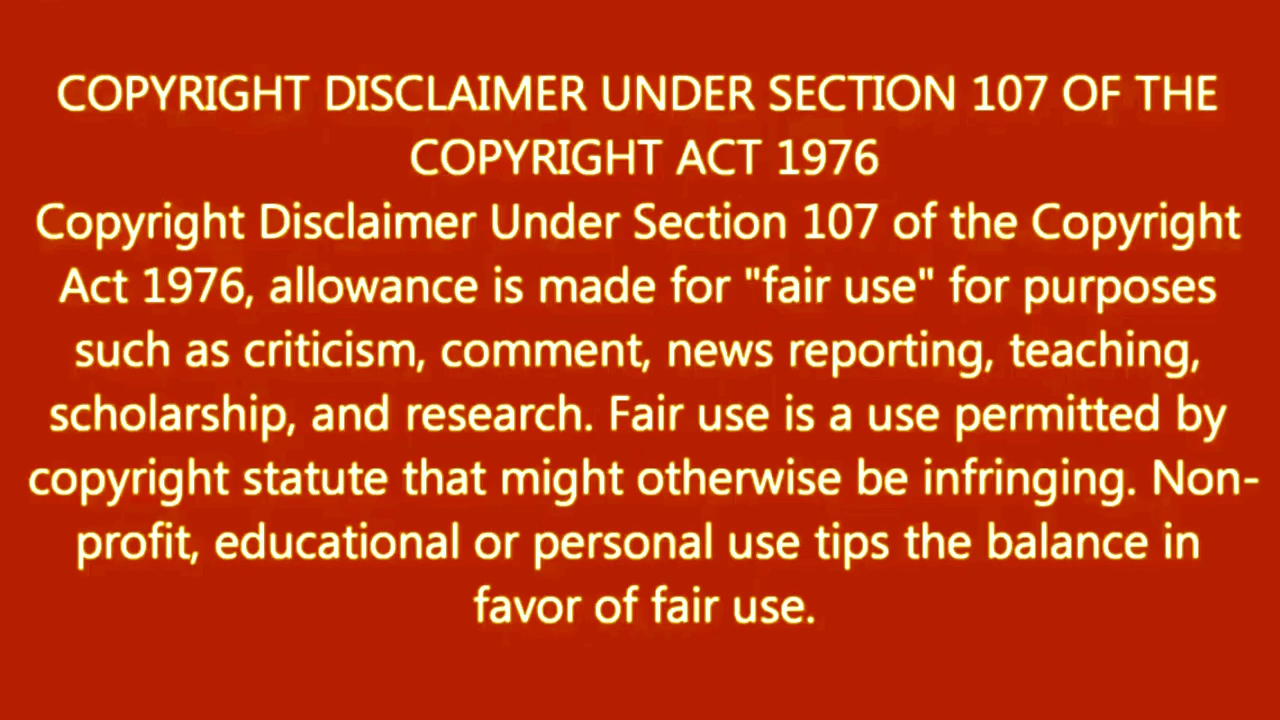 COPYRIGHT DISCLAIMER UNDER SECTION 107 OF THE
COPYRIGHT ACT 1976
Copyright Disclaimer Under Section 107 of the Copyright
Act 1976, allowance is made for "fair use" for purposes
such as criticism, comment, news reporting, teaching,
scholarship, and research. Fair use is a use permitted by
copyright statute that might otherwise be infringing. Non-
profit, educational or personal use tips the balance in
favor of fair use.